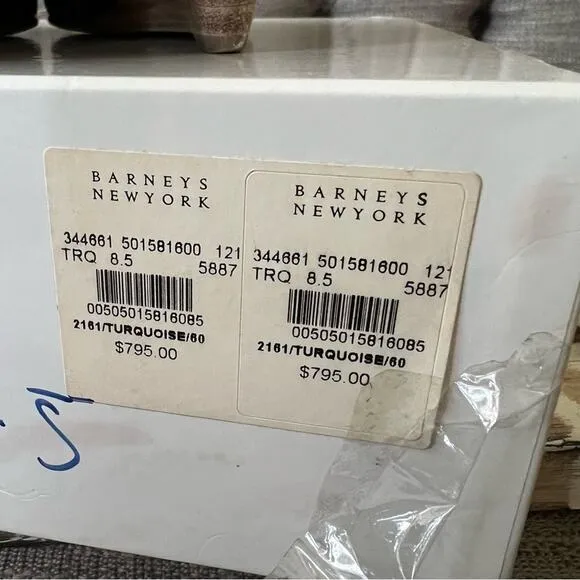 BARNEYS
NEWYORK
344661 501581600 121
TRQ 8.5 5887
00505015816085
2161/TURQUOISE/60
$795.00
BARNEYS
NEWYORK
344661 501581600 121
TRQ 8.5 5887
00505015816085
2161/TURQUOISE/60
$795.00
.5